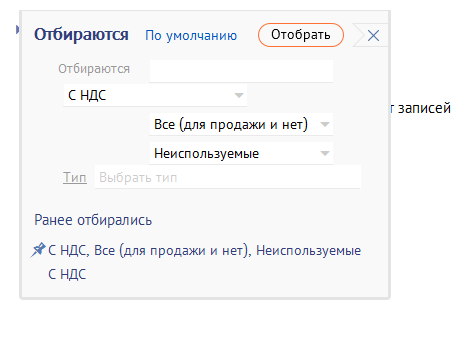 Отбираются По умолчанию Отобрать
Отбираются
С НДС
т записей
Все (для продажи и нет)
Неиспользуемые
Тип Выбрать тип
Ранее отбирались
С НДС, Все (для продажи и нет), Неиспользуемые
С НДС